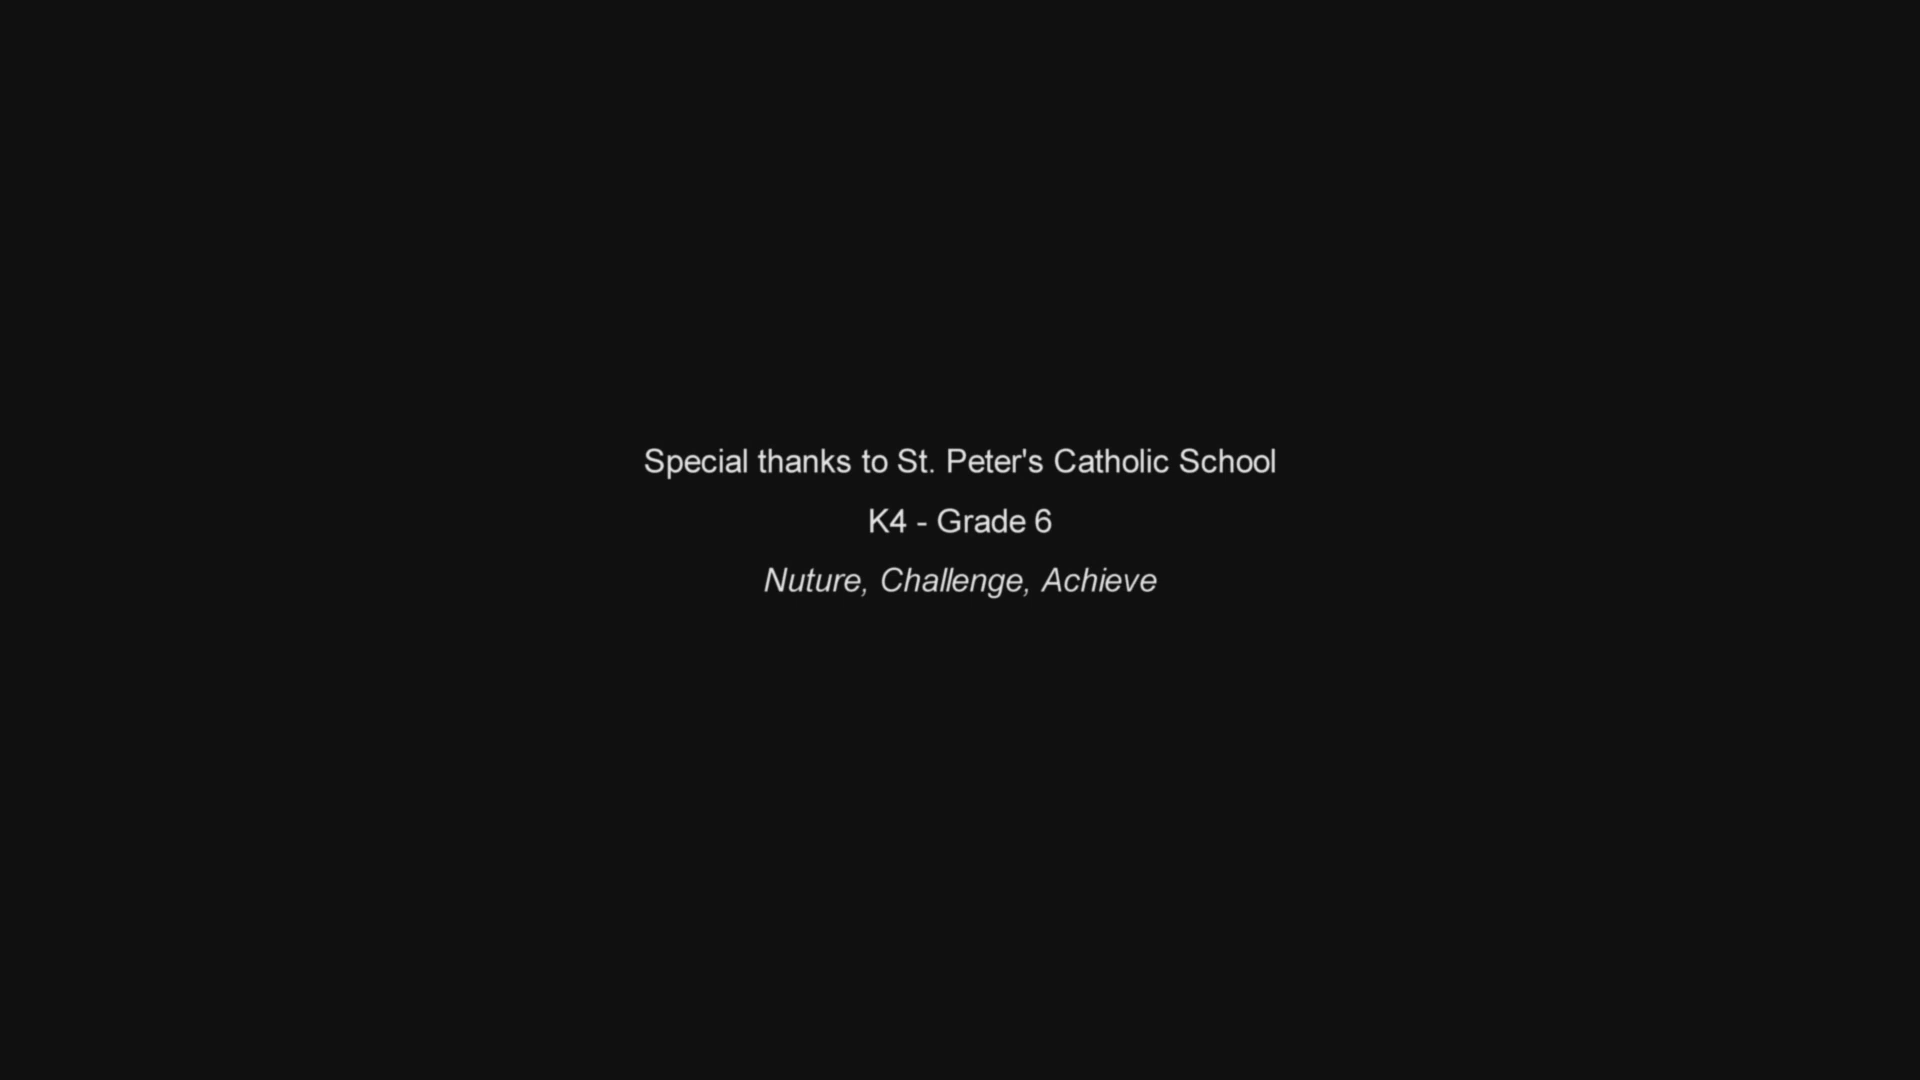 Special thanks to St. Peter's Catholic School
K4 - Grade 6
Nuture, Challenge, Achieve